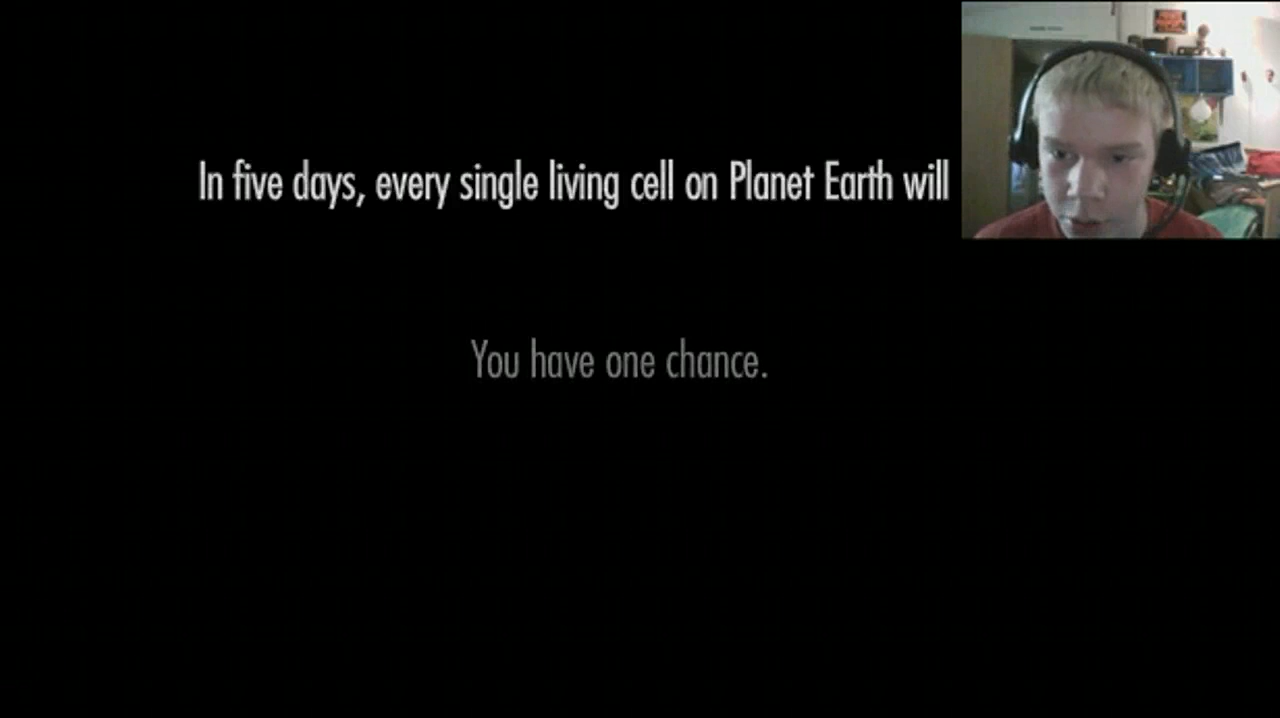 In five days, every single living cell on Planet Earth will
You have one chance.